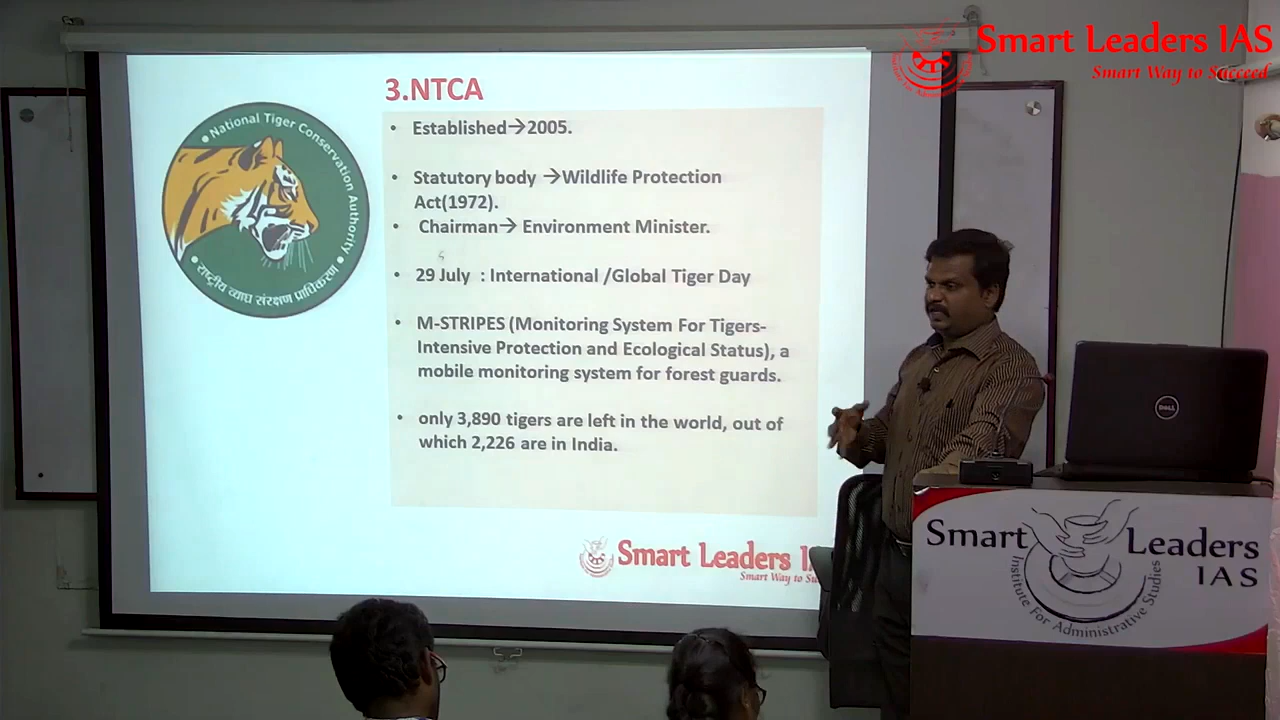 Smart Leaders IAS
Smart Way to Succeed
3.NTCA
National Tiger Conservation Authority
राष्ट्रीय व्याघ्र संरक्षण प्राधिकरण
• Established→2005.
• Statutory body →Wildlife Protection
Act(1972).
• Chairman→ Environment Minister.
• 29 July : International /Global Tiger Day
• M-STRIPES (Monitoring System For Tigers-
Intensive Protection and Ecological Status), a
mobile monitoring system for forest guards.
• only 3,890 tigers are left in the world, out of
which 2,226 are in India.
Smart Leaders I
Smart Way to Su
DELL
Smart Leaders
IAS
Institute For Administrative Studies